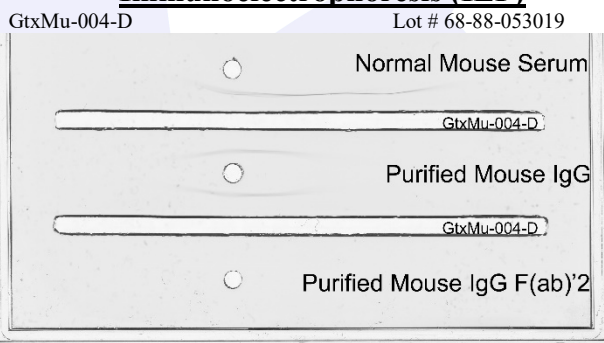 Immunoelectrophoresis (IEP)
GtxMu-004-D Lot # 68-88-053019
Normal Mouse Serum
GtxMu-004-D
Purified Mouse IgG
GtxMu-004-D
Purified Mouse IgG F(ab)'2